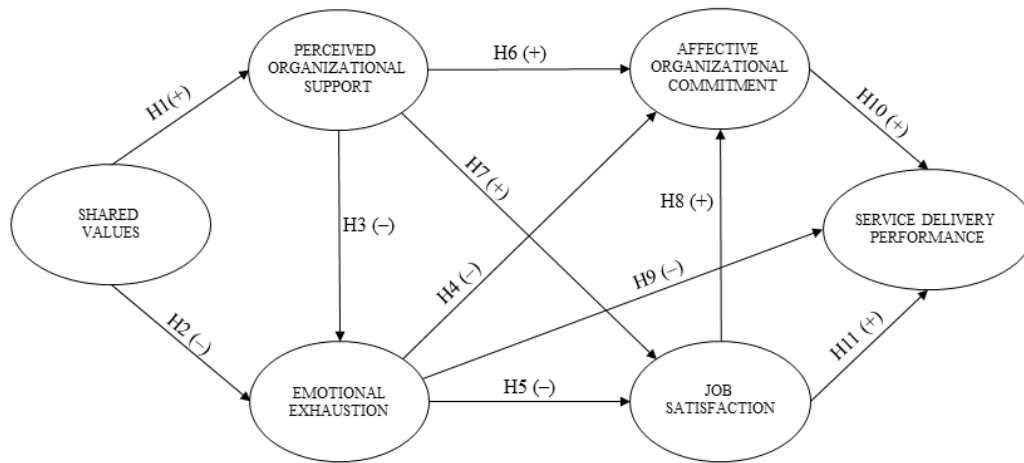 PERCEIVED
ORGANIZATIONAL
SUPPORT
H6 (+)
AFFECTIVE
ORGANIZATIONAL
COMMITMENT
H1(+)
H10 (+)
H7 (+)
SHARED
VALUES
H3 (–)
H8 (+)
SERVICE DELIVERY
PERFORMANCE
H4 (–)
H9 (–)
H2 (–)
H11 (+)
EMOTIONAL
EXHAUSTION
H5 (–)
JOB
SATISFACTION